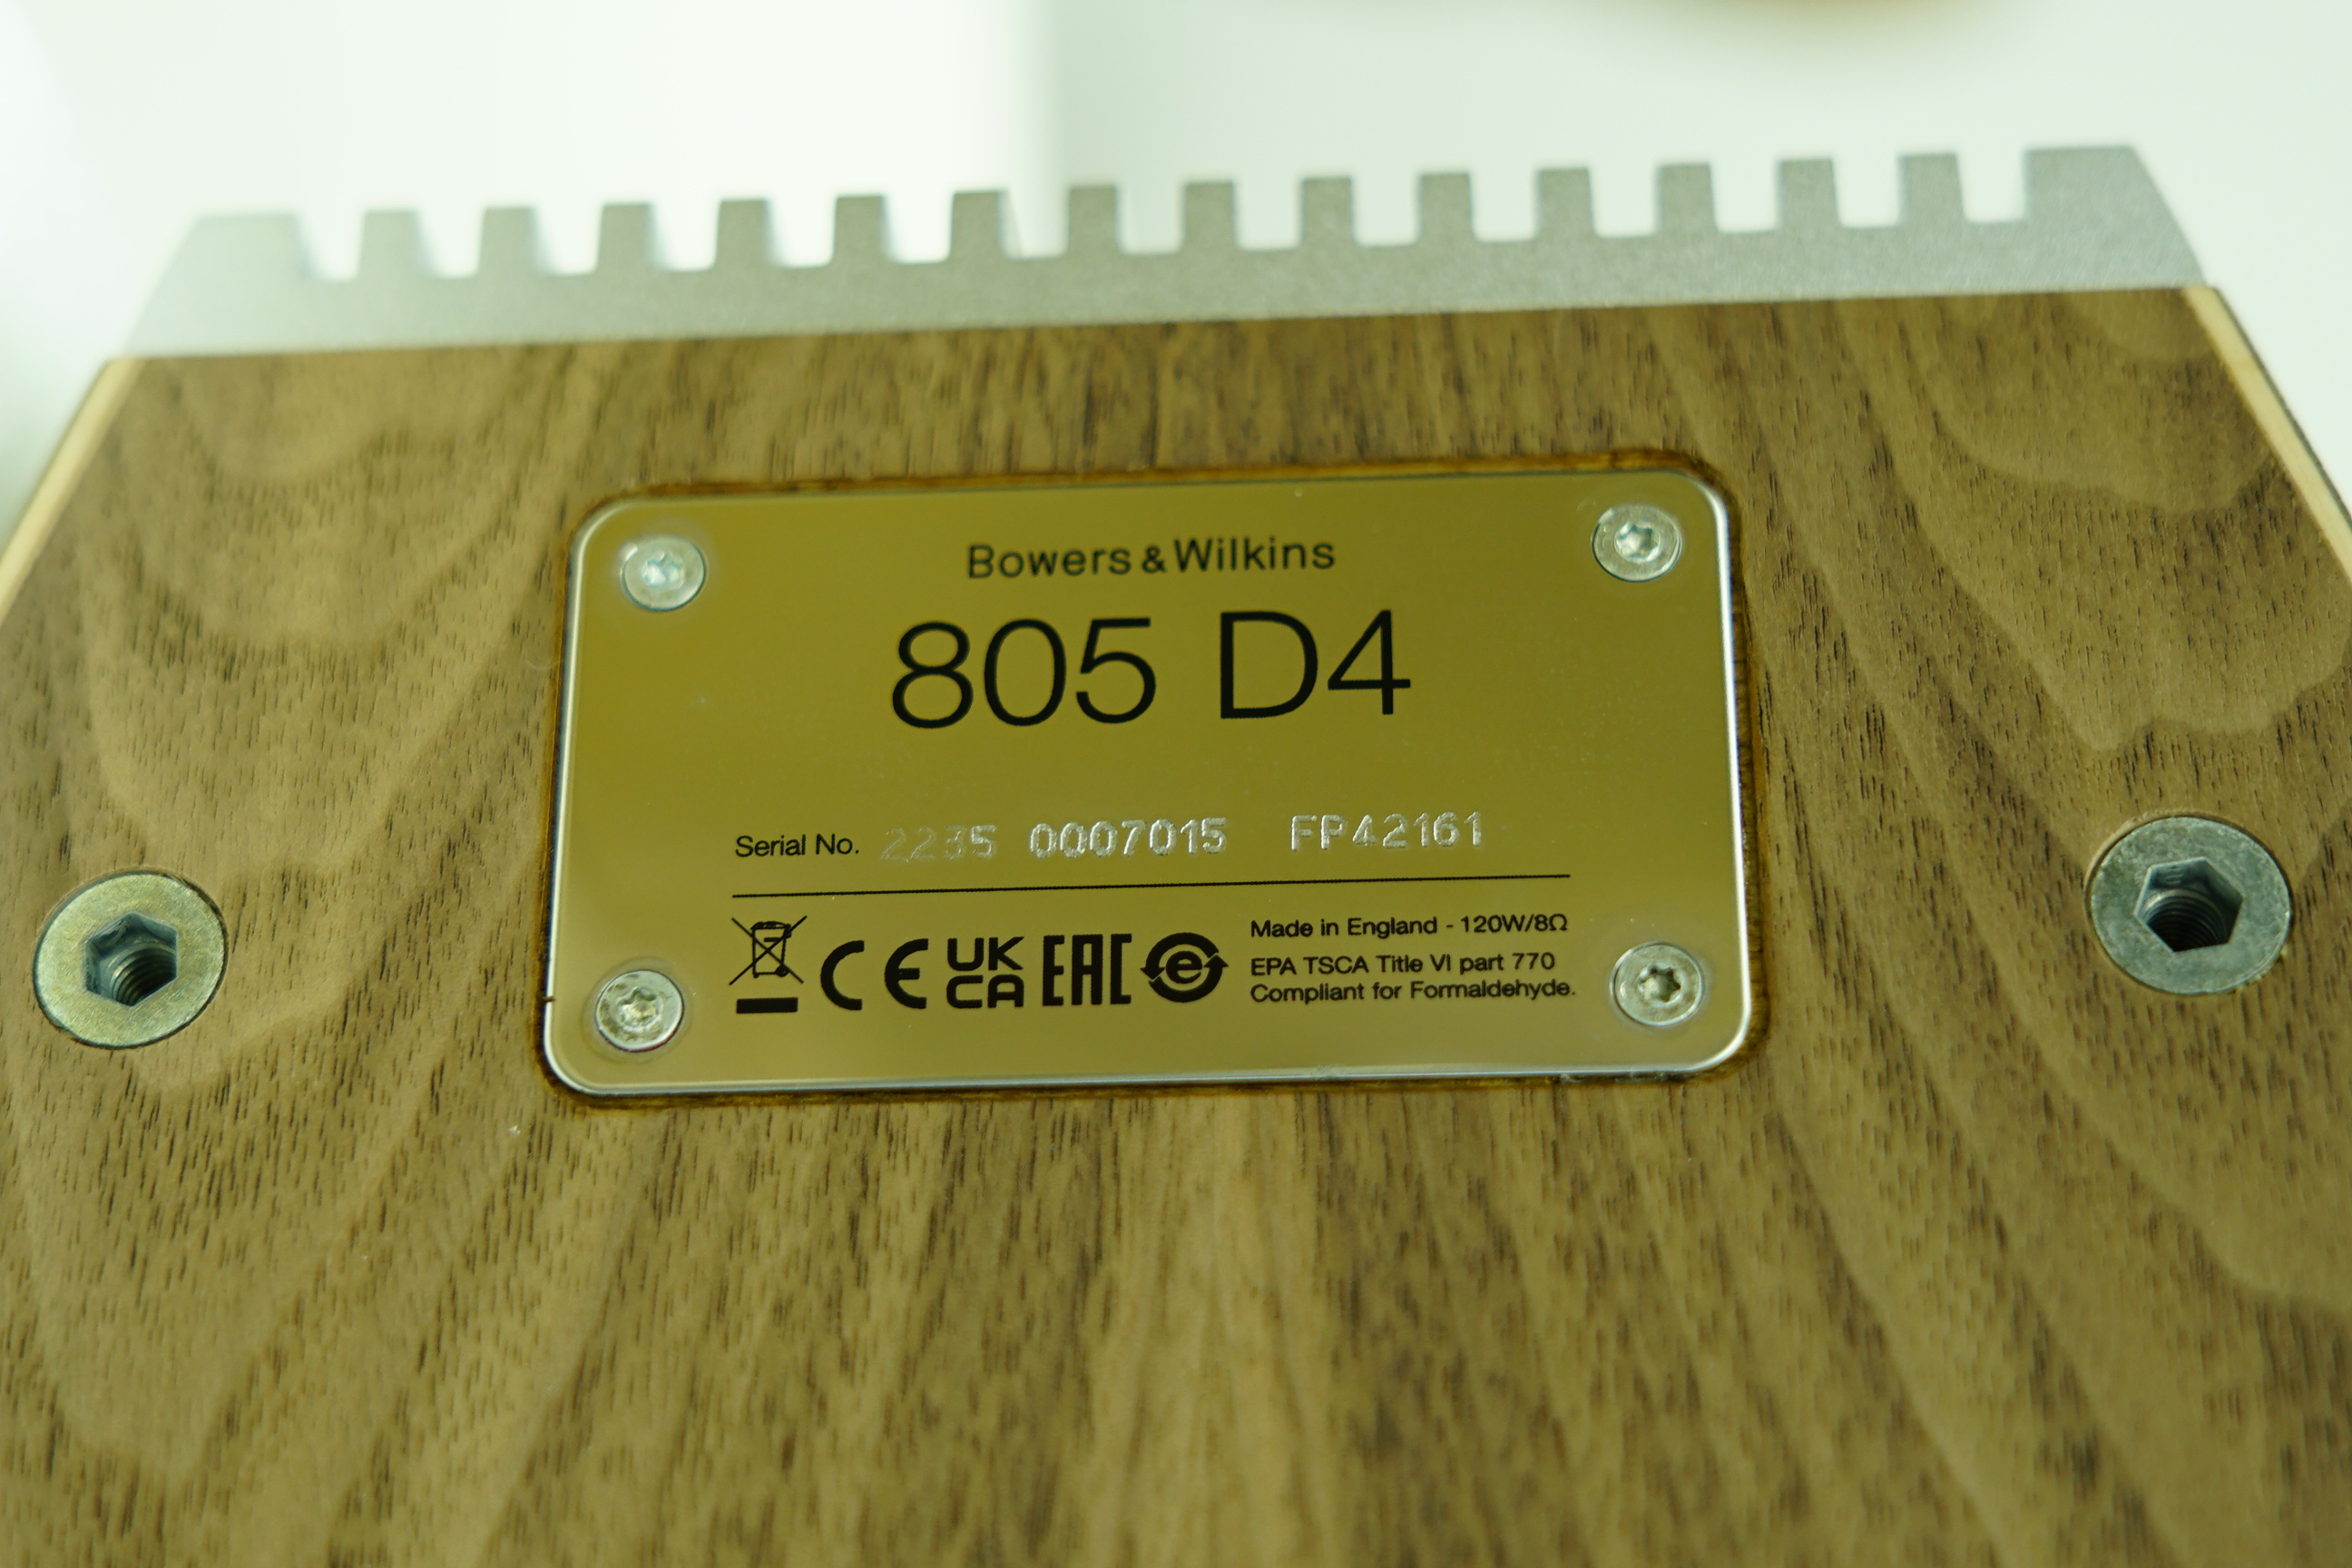 Bowers & Wilkins
805 D4
Serial No. 2235 0007015 FP42161
CE UK CA EAC e
Made in England - 120W/8Ω
EPA TSCA Title VI part 770
Compliant for Formaldehyde.